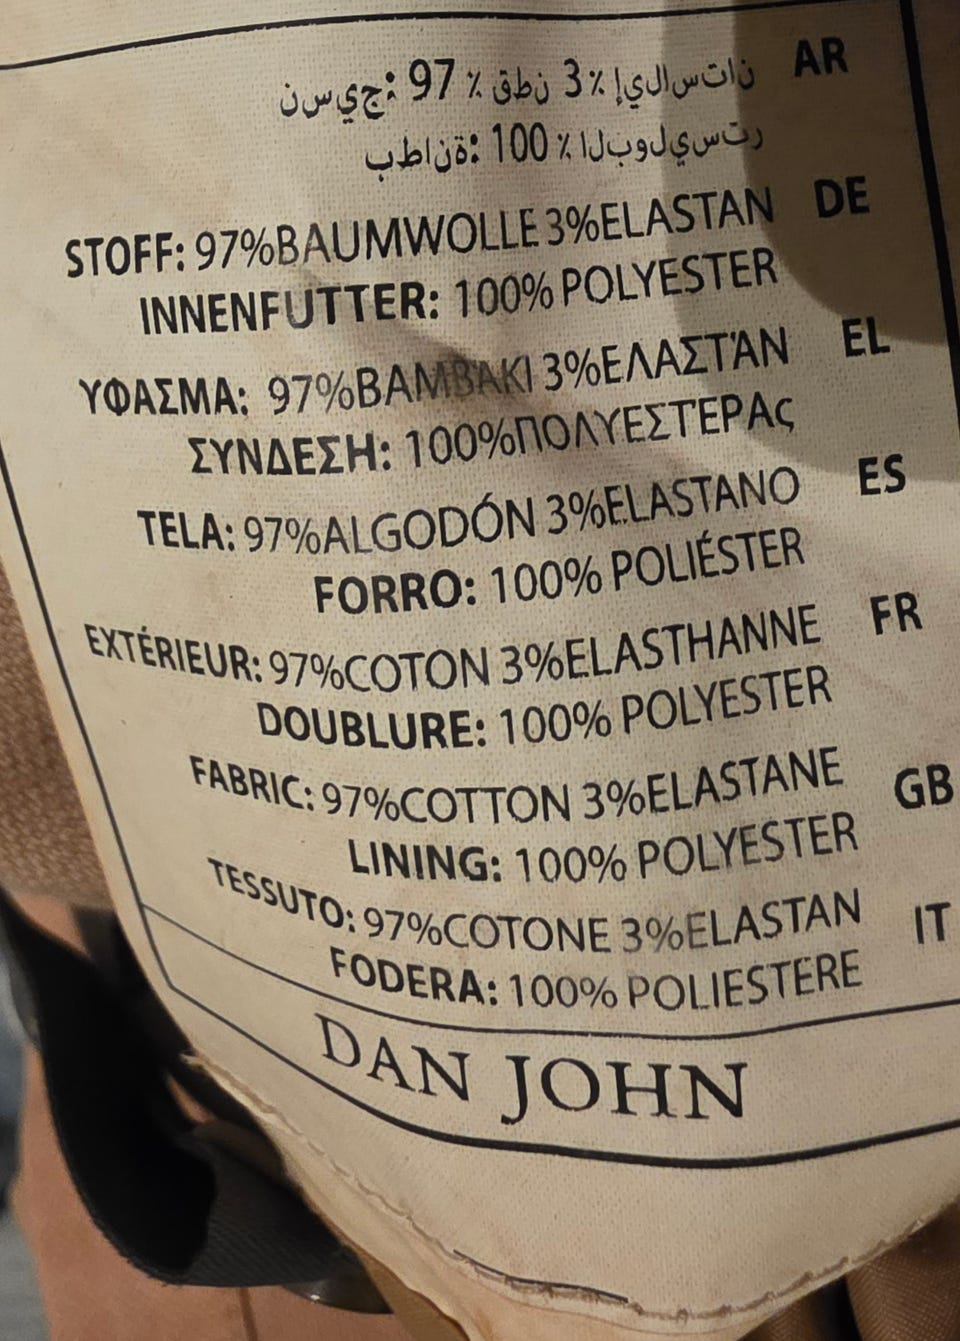 نسيج: 97 ٪ قطن 3٪ إيلاستان AR
بطانة: 100 ٪ البوليستر
STOFF: 97%BAUMWOLLE 3%ELASTAN DE
INNENFUTTER: 100% POLYESTER
ΥΦΑΣΜΑ: 97%ΒΑΜΒΆΚΙ 3%ΕΛΑΣΤΆΝ EL
ΣΥΝΔΕΣΗ: 100%ΠΟΛΥΕΣΤΕΡΑς
TELA: 97%ALGODÓN 3%ELASTANO ES
FORRO: 100% POLIÉSTER
EXTÉRIEUR: 97%COTON 3%ELASTHANNE FR
DOUBLURE: 100% POLYESTER
FABRIC: 97%COTTON 3%ELASTANE GB
LINING: 100% POLYESTER
TESSUTO: 97%COTONE 3%ELASTAN IT
FODERA: 100% POLIESTERE
DAN JOHN